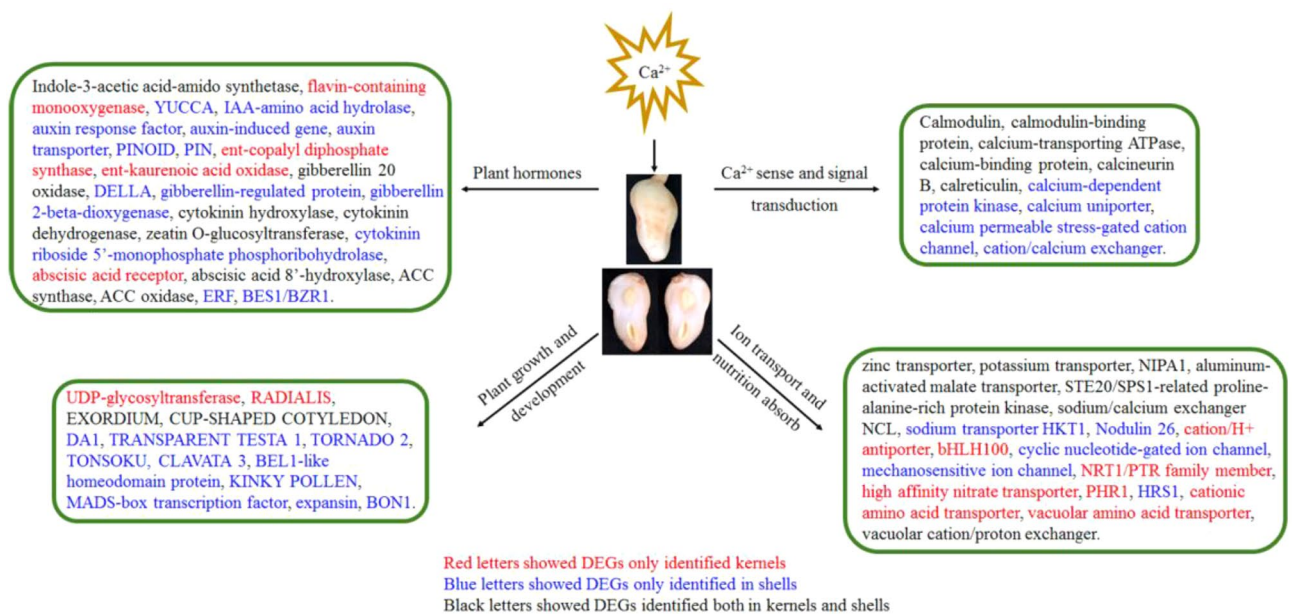 Ca²⁺
Indole-3-acetic acid-amido synthetase, flavin-containing
monooxygenase, YUCCA, IAA-amino acid hydrolase,
auxin response factor, auxin-induced gene, auxin
transporter, PINOID, PIN, ent-copalyl diphosphate
synthase, ent-kaurenoic acid oxidase, gibberellin 20
oxidase, DELLA, gibberellin-regulated protein, gibberellin
2-beta-dioxygenase, cytokinin hydroxylase, cytokinin
dehydrogenase, zeatin O-glucosyltransferase, cytokinin
riboside 5’-monophosphate phosphoribohydrolase,
abscisic acid receptor, abscisic acid 8’-hydroxylase, ACC
synthase, ACC oxidase, ERF, BES1/BZR1.
Plant hormones
Ca²⁺ sense and signal
transduction
Calmodulin, calmodulin-binding
protein, calcium-transporting ATPase,
calcium-binding protein, calcineurin
B, calreticulin, calcium-dependent
protein kinase, calcium uniporter,
calcium permeable stress-gated cation
channel, cation/calcium exchanger.
Plant growth and
development
Ion transport and
nutrition absorb
UDP-glycosyltransferase, RADIALIS,
EXORDIUM, CUP-SHAPED COTYLEDON,
DA1, TRANSPARENT TESTA 1, TORNADO 2,
TONSOKU, CLAVATA 3, BEL1-like
homeodomain protein, KINKY POLLEN,
MADS-box transcription factor, expansin, BON1.
zinc transporter, potassium transporter, NIPA1, aluminum-
activated malate transporter, STE20/SPS1-related proline-
alanine-rich protein kinase, sodium/calcium exchanger
NCL, sodium transporter HKT1, Nodulin 26, cation/H+
antiporter, bHLH100, cyclic nucleotide-gated ion channel,
mechanosensitive ion channel, NRT1/PTR family member,
high affinity nitrate transporter, PHR1, HRS1, cationic
amino acid transporter, vacuolar amino acid transporter,
vacuolar cation/proton exchanger.
Red letters showed DEGs only identified kernels
Blue letters showed DEGs only identified in shells
Black letters showed DEGs identified both in kernels and shells